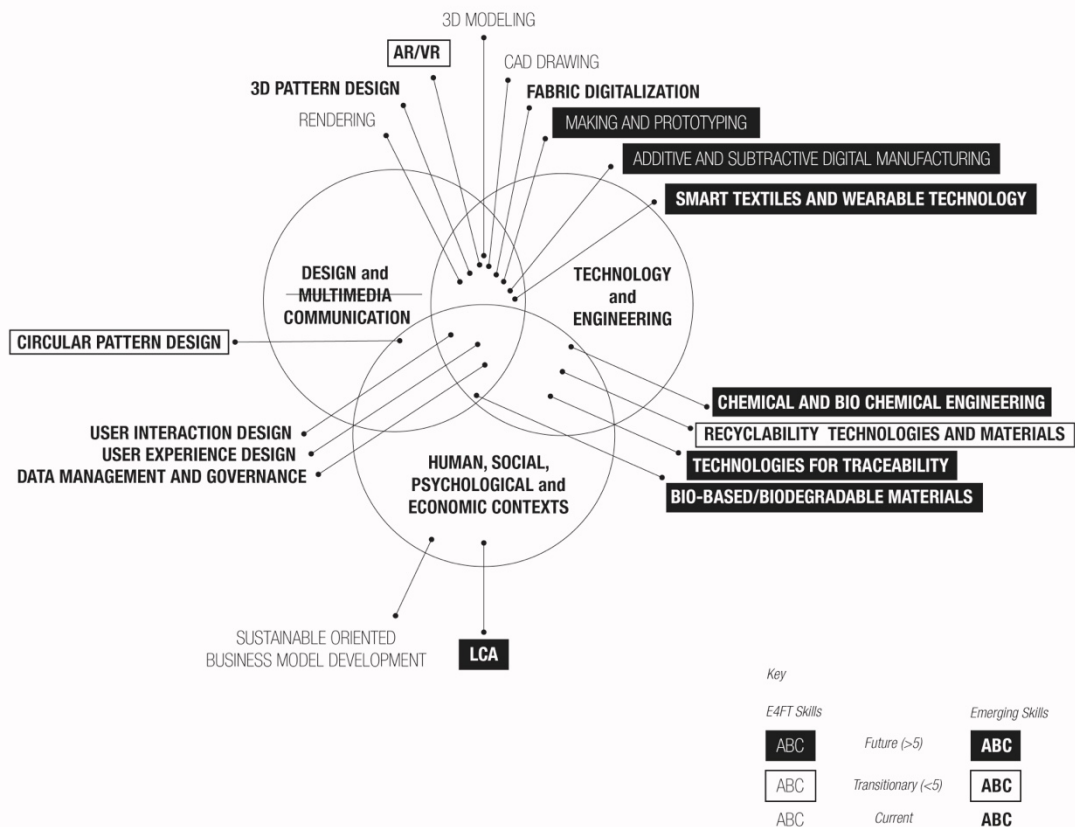 3D MODELING
AR/VR
CAD DRAWING
3D PATTERN DESIGN
FABRIC DIGITALIZATION
RENDERING
MAKING AND PROTOTYPING
ADDITIVE AND SUBTRACTIVE DIGITAL MANUFACTURING
SMART TEXTILES AND WEARABLE TECHNOLOGY
DESIGN and
MULTIMEDIA
COMMUNICATION
TECHNOLOGY
and
ENGINEERING
CIRCULAR PATTERN DESIGN
CHEMICAL AND BIO CHEMICAL ENGINEERING
RECYCLABILITY TECHNOLOGIES AND MATERIALS
TECHNOLOGIES FOR TRACEABILITY
BIO-BASED/BIODEGRADABLE MATERIALS
USER INTERACTION DESIGN
USER EXPERIENCE DESIGN
DATA MANAGEMENT AND GOVERNANCE
HUMAN, SOCIAL,
PSYCHOLOGICAL and
ECONOMIC CONTEXTS
SUSTAINABLE ORIENTED
BUSINESS MODEL DEVELOPMENT
LCA
Key
E4FT Skills
Emerging Skills
ABC Future (>5) ABC
ABC Transitionary (<5) ABC
ABC Current ABC